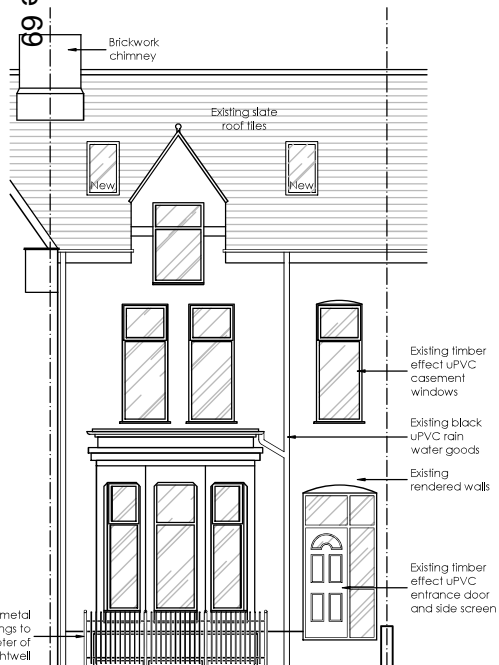 69
Brickwork
chimney
Existing slate
roof tiles
New
New
Existing timber
effect uPVC
casement
windows
Existing black
uPVC rain
water goods
Existing
rendered walls
Existing timber
effect uPVC
entrance door
and side screen
metal
ngs to
ter of
htwell